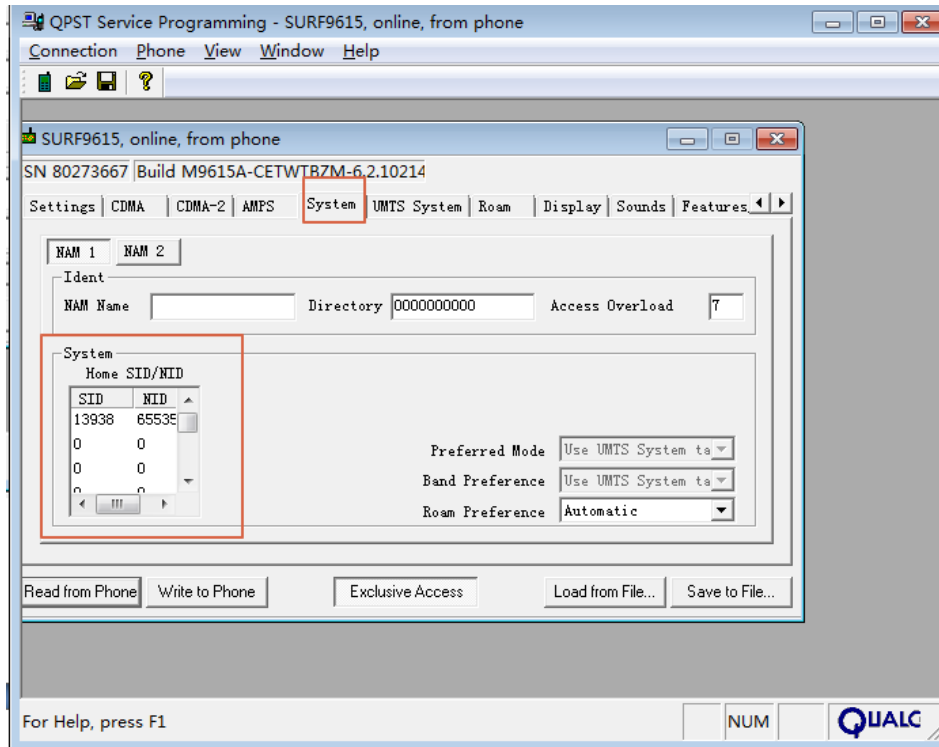 QPST Service Programming - SURF9615, online, from phone
Connection Phone View Window Help
SURF9615, online, from phone
SN 80273667 Build M9615A-CETWTBZM-6.2.10214
Settings CDMA CDMA-2 AMPS System UMTS System Roam Display Sounds Features
NAM 1 NAM 2
Ident
NAM Name Directory 0000000000 Access Overload 7
System
Home SID/NID
SID NID
13938 65535
0 0
0 0
0 0
Preferred Mode Use UMTS System ta
Band Preference Use UMTS System ta
Roam Preference Automatic
Read from Phone Write to Phone Exclusive Access Load from File... Save to File...
For Help, press F1 NUM QUALC